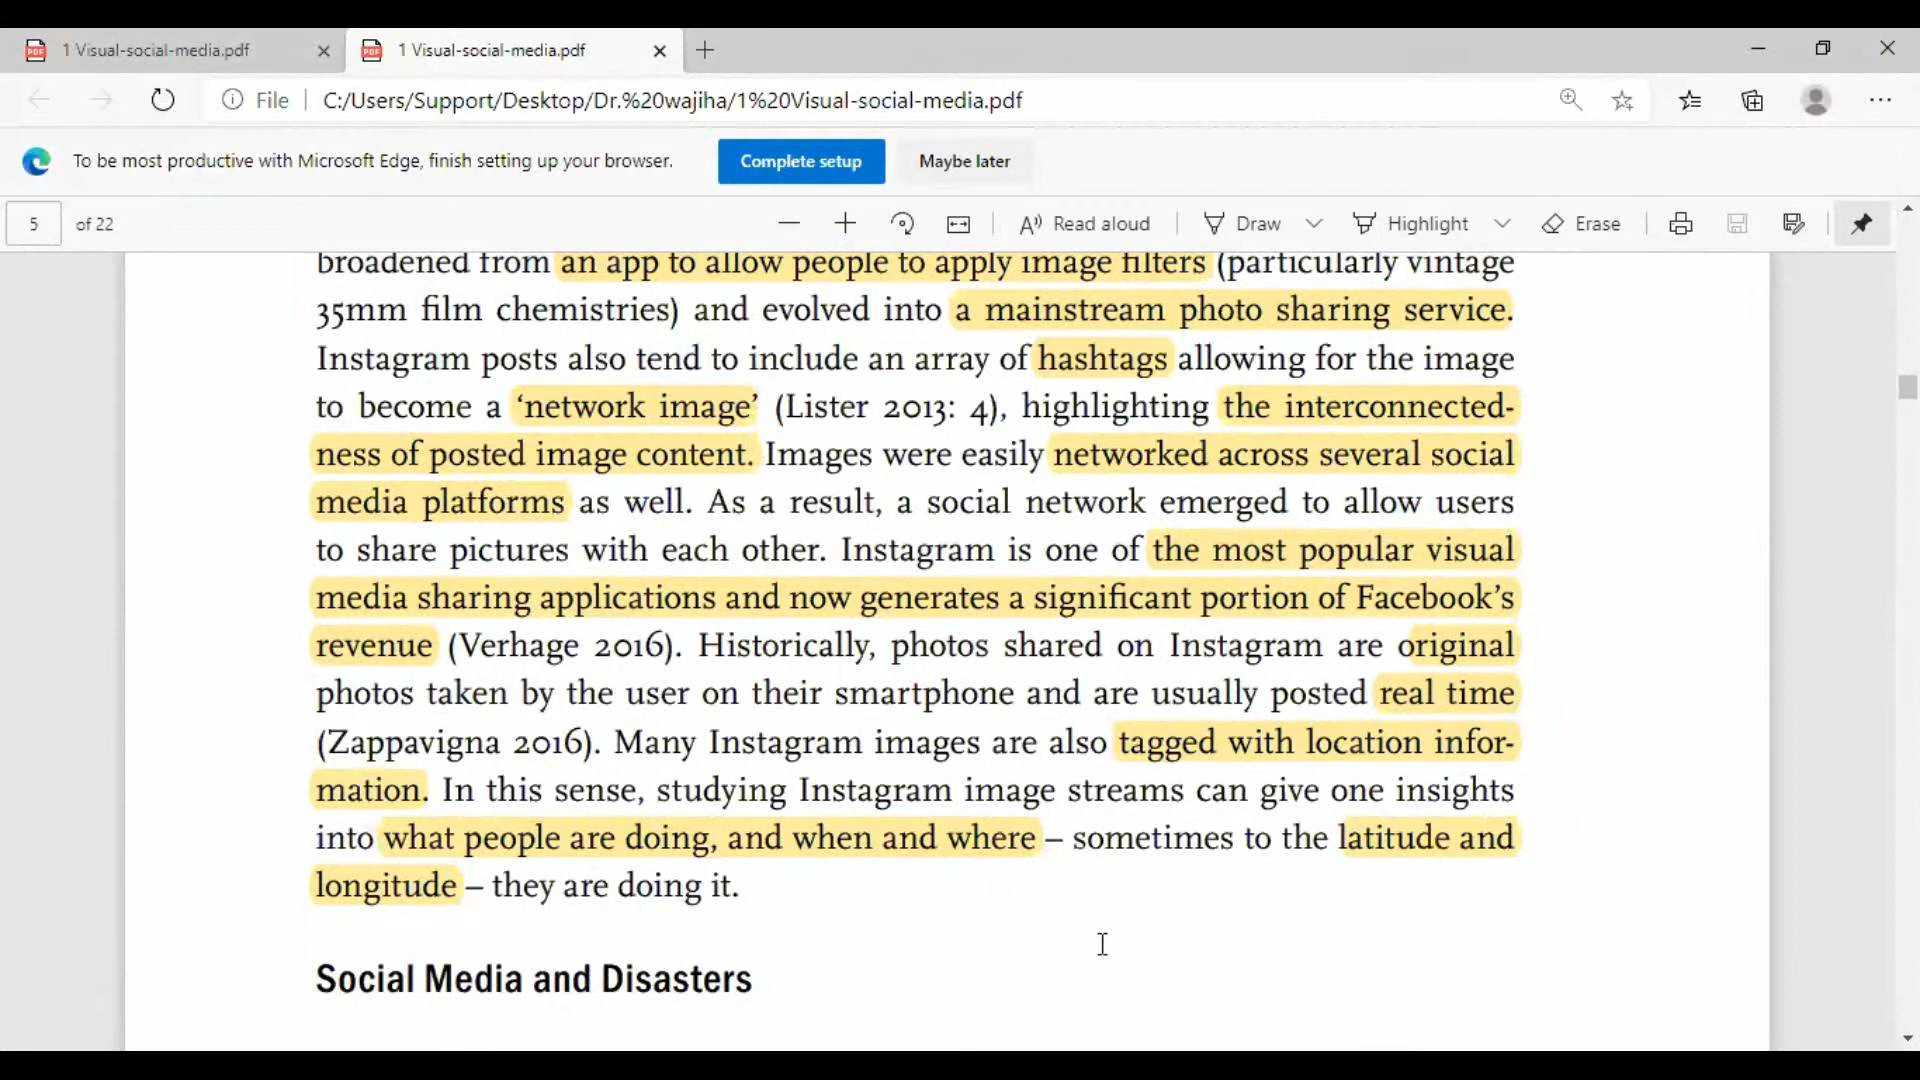 1 Visual-social-media.pdf
1 Visual-social-media.pdf
File
C:/Users/Support/Desktop/Dr.%20wajiha/1%20Visual-social-media.pdf
To be most productive with Microsoft Edge, finish setting up your browser.
Complete setup
Maybe later
5 of 22
Read aloud
Draw
Highlight
Erase
broadened from an app to allow people to apply image filters (particularly vintage
35mm film chemistries) and evolved into a mainstream photo sharing service.
Instagram posts also tend to include an array of hashtags allowing for the image
to become a ‘network image’ (Lister 2013: 4), highlighting the interconnected-
ness of posted image content. Images were easily networked across several social
media platforms as well. As a result, a social network emerged to allow users
to share pictures with each other. Instagram is one of the most popular visual
media sharing applications and now generates a significant portion of Facebook’s
revenue (Verhage 2016). Historically, photos shared on Instagram are original
photos taken by the user on their smartphone and are usually posted real time
(Zappavigna 2016). Many Instagram images are also tagged with location infor-
mation. In this sense, studying Instagram image streams can give one insights
into what people are doing, and when and where – sometimes to the latitude and
longitude – they are doing it.
Social Media and Disasters